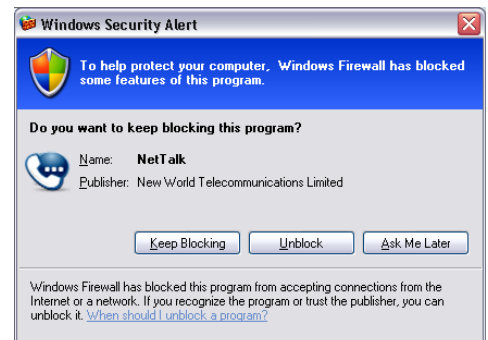 Windows Security Alert
To help protect your computer, Windows Firewall has blocked
some features of this program.
Do you want to keep blocking this program?
Name: NetTalk
Publisher: New World Telecommunications Limited
Keep Blocking Unblock Ask Me Later
Windows Firewall has blocked this program from accepting connections from the
Internet or a network. If you recognize the program or trust the publisher, you can
unblock it. When should I unblock a program?